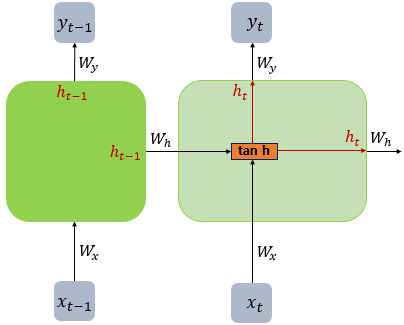 y_{t-1}
y_t
W_y
W_y
h_{t-1}
h_t
W_h
h_{t-1}
tan h
h_t
W_h
W_x
W_x
x_{t-1}
x_t